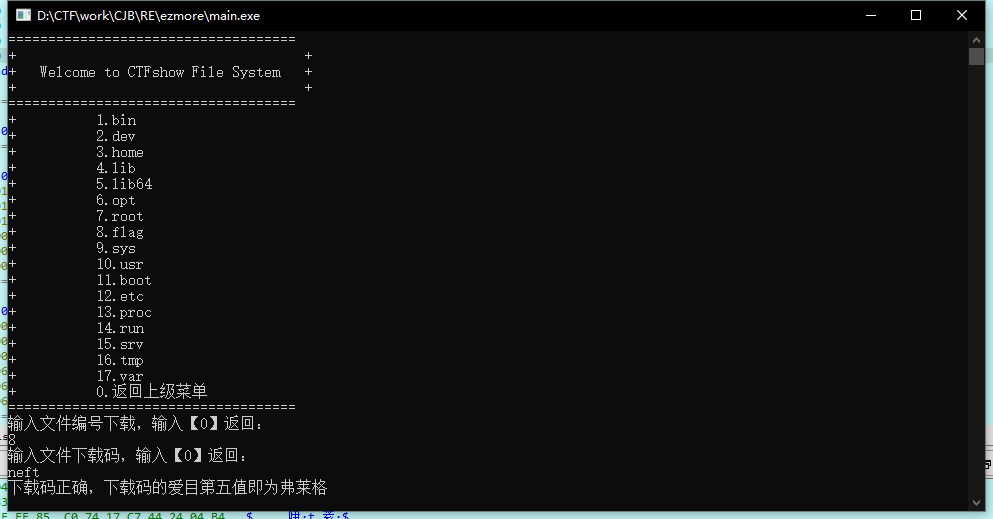 D:\CTF\work\CJB\RE\ezmore\main.exe
====================================
+ +
+ Welcome to CTFshow File System +
+ +
====================================
+ 1.bin
+ 2.dev
+ 3.home
+ 4.lib
+ 5.lib64
+ 6.opt
+ 7.root
+ 8.flag
+ 9.sys
+ 10.usr
+ 11.boot
+ 12.etc
+ 13.proc
+ 14.run
+ 15.srv
+ 16.tmp
+ 17.var
+ 0.返回上级菜单
====================================
输入文件编号下载，输入【0】返回：
8
输入文件下载码，输入【0】返回：
neft
下载码正确，下载码的爱目第五值即为弗莱格